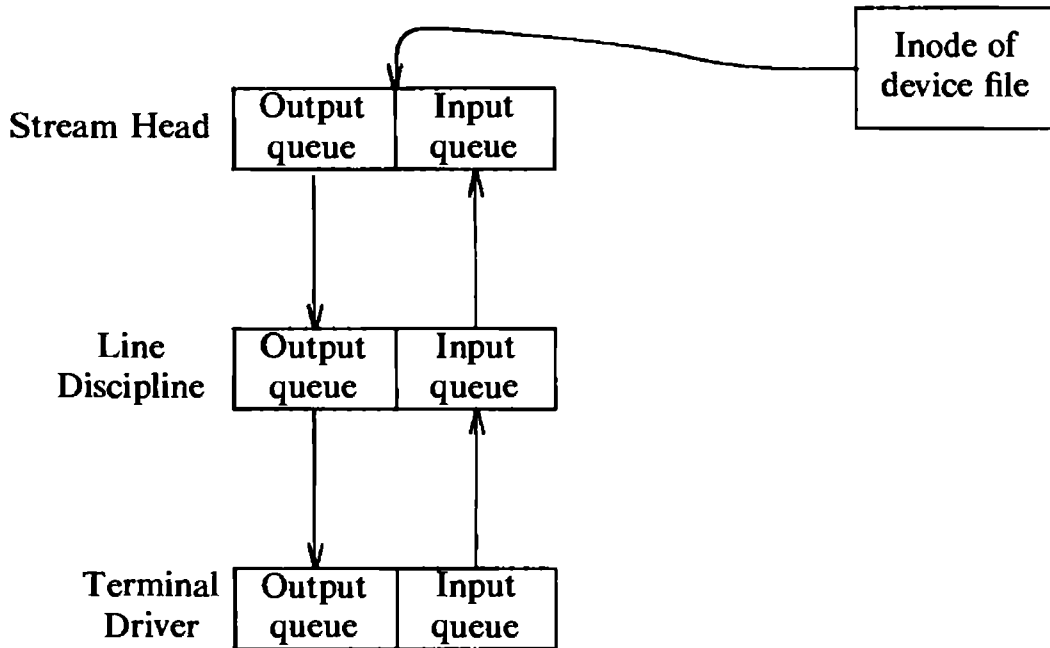 Inode of
device file
Stream Head
Output
queue
Input
queue
Line
Discipline
Output
queue
Input
queue
Terminal
Driver
Output
queue
Input
queue